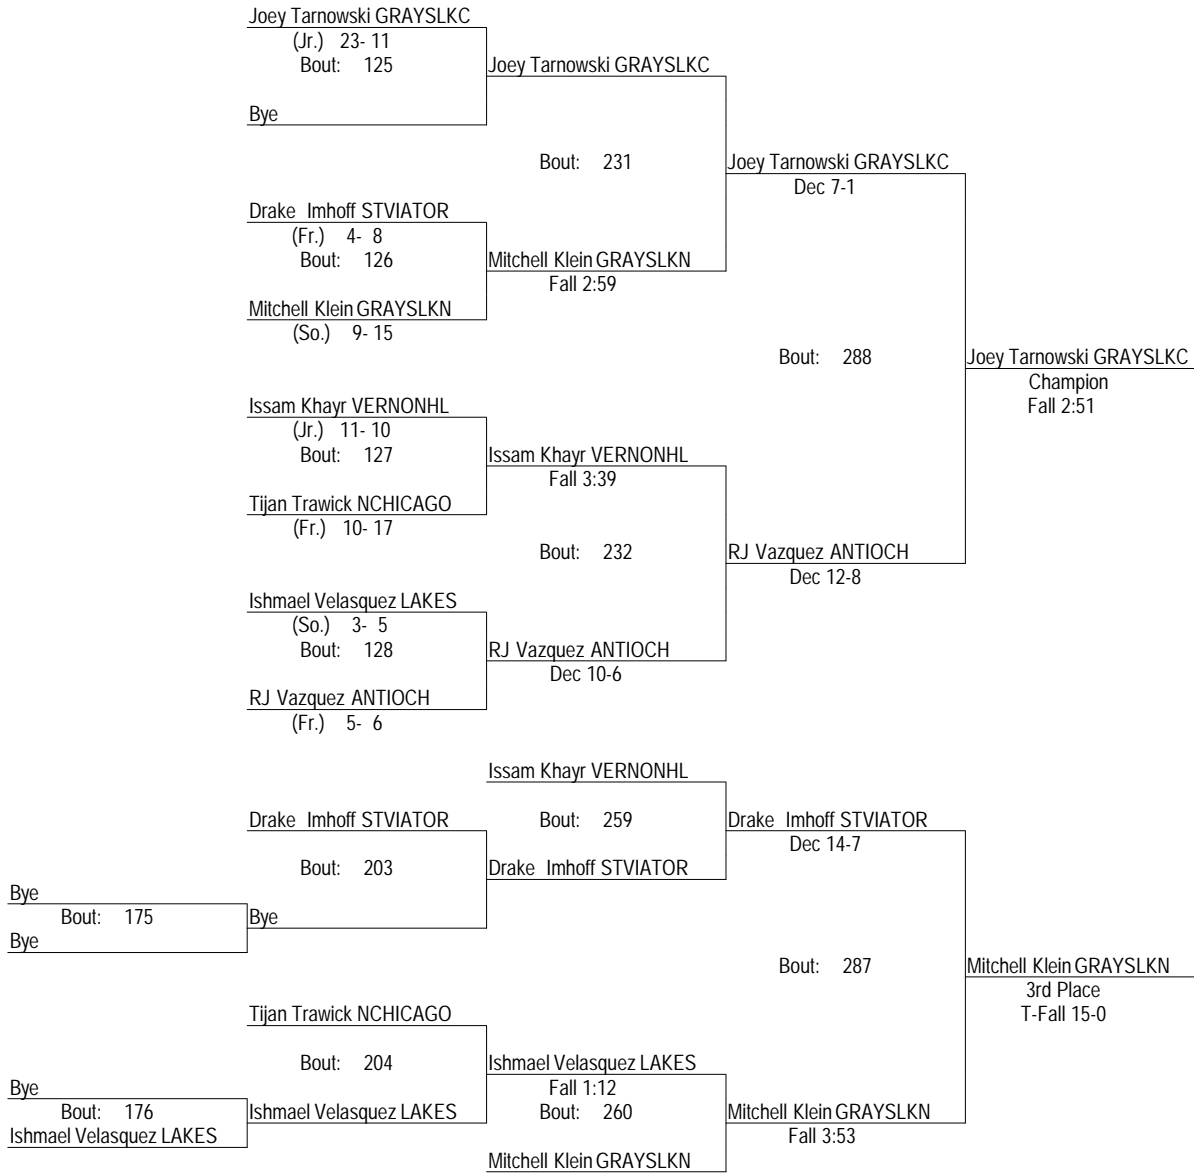 Joey Tarnowski GRAYSLKC
(Jr.) 23- 11
Bout: 125
Joey Tarnowski GRAYSLKC
Bye
Bout: 231
Joey Tarnowski GRAYSLKC
Dec 7-1
Drake Imhoff STVIATOR
(Fr.) 4- 8
Bout: 126
Mitchell Klein GRAYSLKN
Fall 2:59
Mitchell Klein GRAYSLKN
(So.) 9- 15
Bout: 288
Joey Tarnowski GRAYSLKC
Champion
Fall 2:51
Issam Khayr VERNONHL
(Jr.) 11- 10
Bout: 127
Issam Khayr VERNONHL
Fall 3:39
Tijan Trawick NCHICAGO
(Fr.) 10- 17
Bout: 232
RJ Vazquez ANTIOCH
Dec 12-8
Ishmael Velasquez LAKES
(So.) 3- 5
Bout: 128
RJ Vazquez ANTIOCH
Dec 10-6
RJ Vazquez ANTIOCH
(Fr.) 5- 6
Issam Khayr VERNONHL
Drake Imhoff STVIATOR
Bout: 259
Drake Imhoff STVIATOR
Dec 14-7
Bout: 203
Drake Imhoff STVIATOR
Bye
Bout: 175
Bye
Bye
Bout: 287
Mitchell Klein GRAYSLKN
3rd Place
T-Fall 15-0
Tijan Trawick NCHICAGO
Bout: 204
Ishmael Velasquez LAKES
Fall 1:12
Bye
Bout: 176
Ishmael Velasquez LAKES
Bout: 260
Mitchell Klein GRAYSLKN
Fall 3:53
Ishmael Velasquez LAKES
Mitchell Klein GRAYSLKN